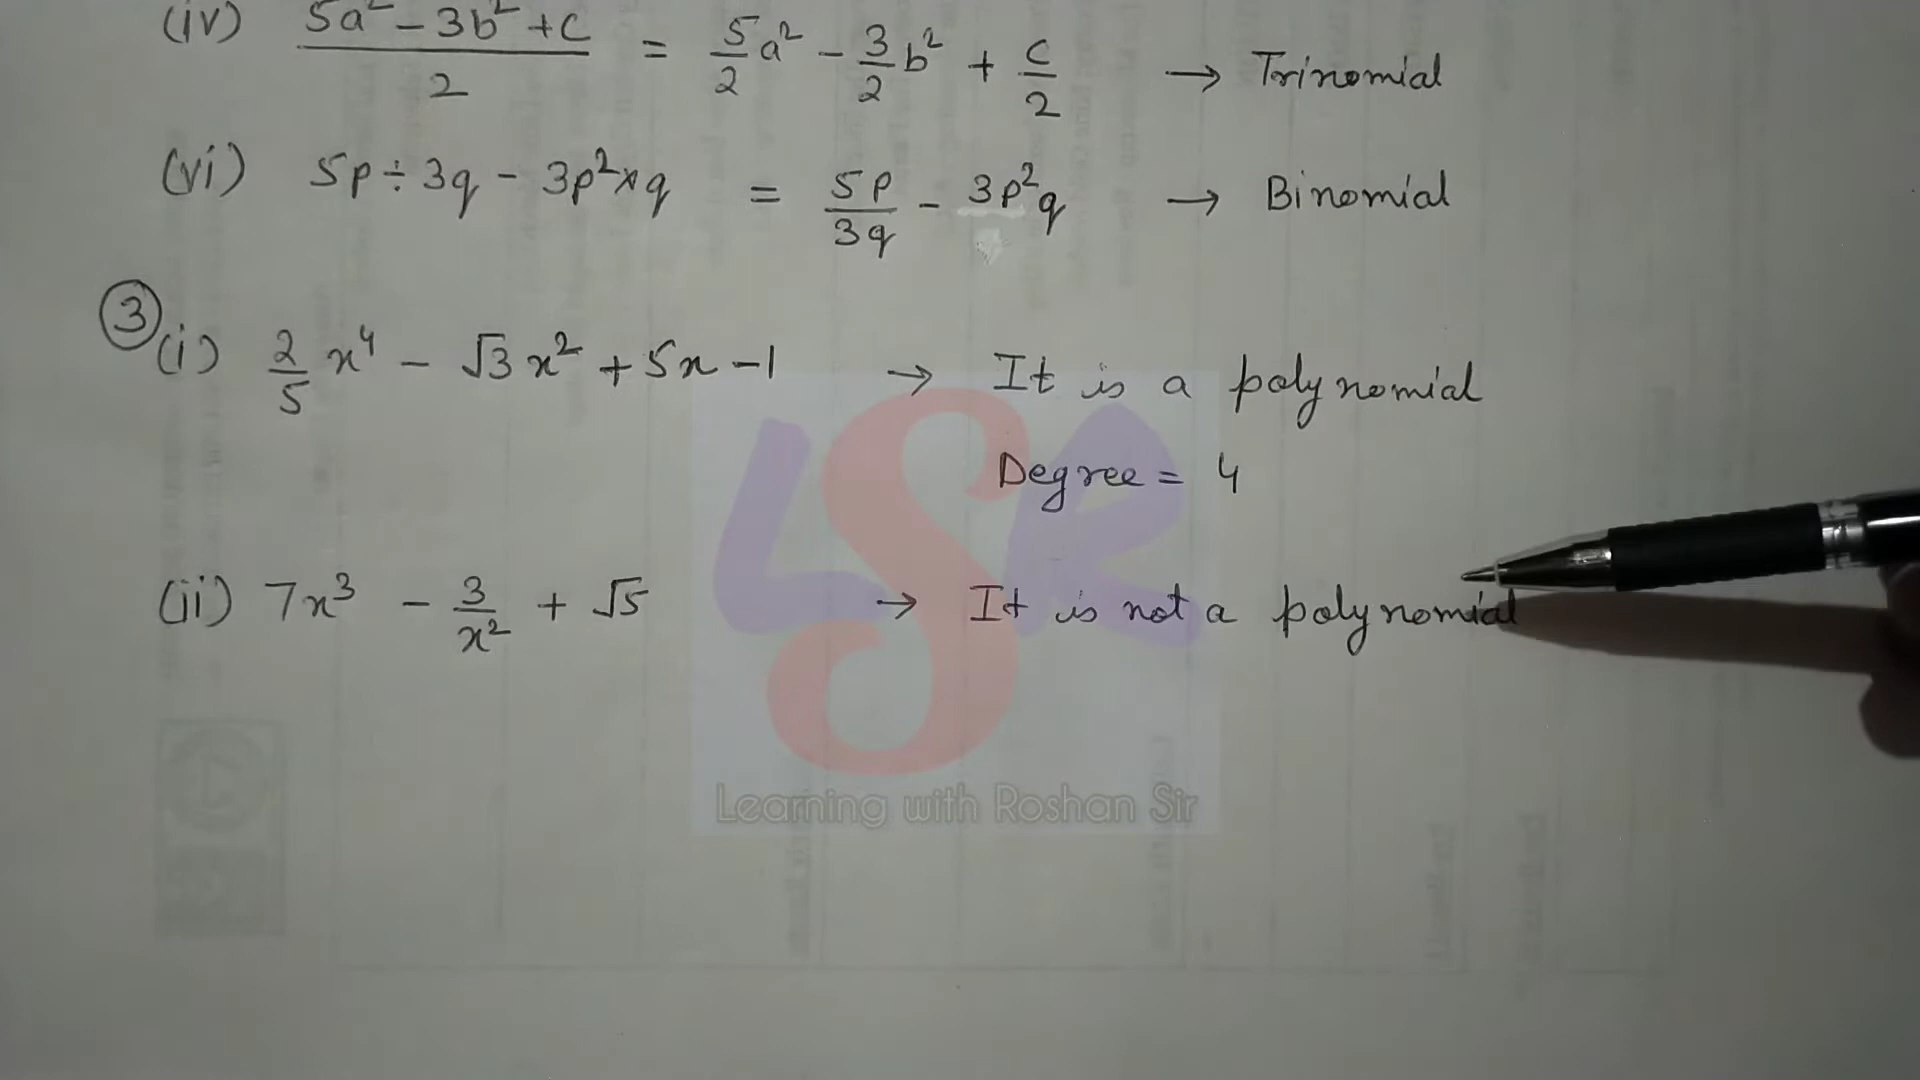 (iv) 5a² - 3b² + c / 2 = 5/2 a² - 3/2 b² + c/2 → Trinomial
(vi) 5p ÷ 3q - 3p² × q = 5p/3q - 3p²q → Binomial
③ (i) 2/5 x⁴ - √3 x² + 5x - 1 → It is a polynomial
Degree = 4
(ii) 7x³ - 3/x² + √5 → It is not a polynomial
LSR
Learning with Roshan Sir